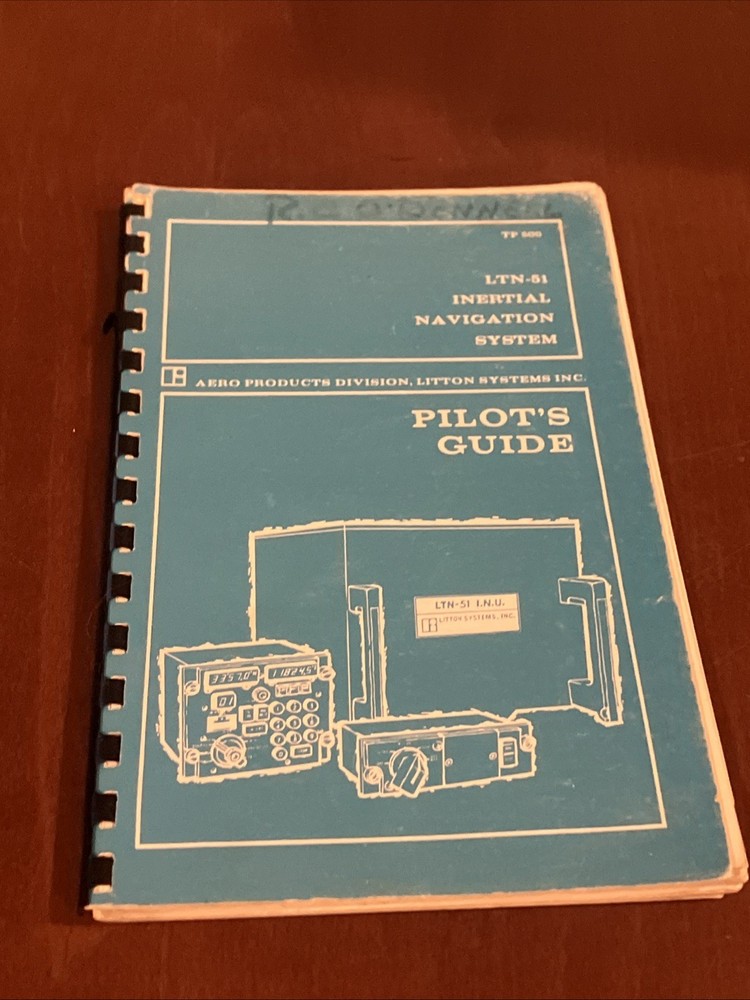 TP 500
LTN-51
INERTIAL
NAVIGATION
SYSTEM
AERO PRODUCTS DIVISION, LITTON SYSTEMS INC.
PILOT'S
GUIDE
LTN-51 I.N.U.
LITTON SYSTEMS, INC.
01